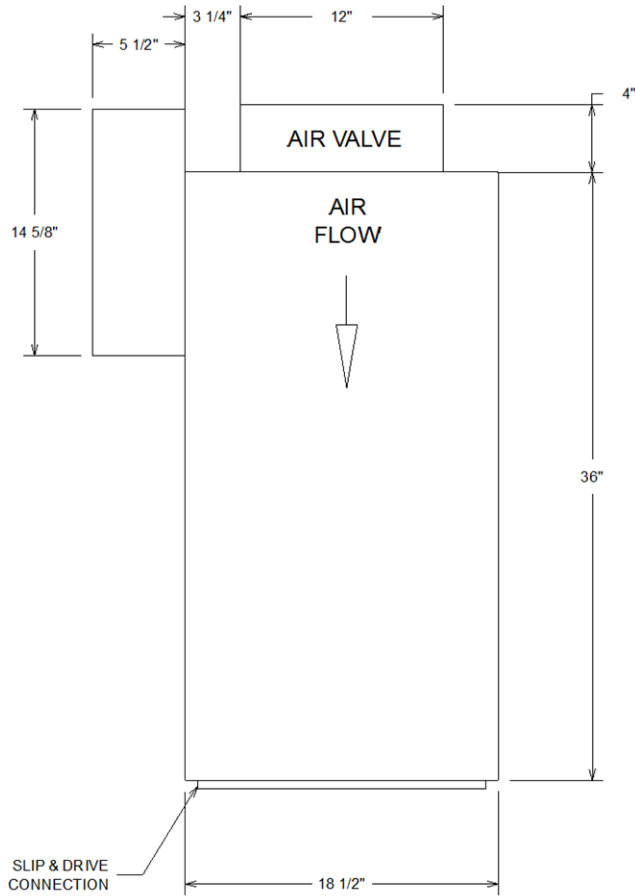 3 1/4"
12"
5 1/2"
4"
AIR VALVE
AIR
FLOW
14 5/8"
36"
SLIP & DRIVE
CONNECTION
18 1/2"